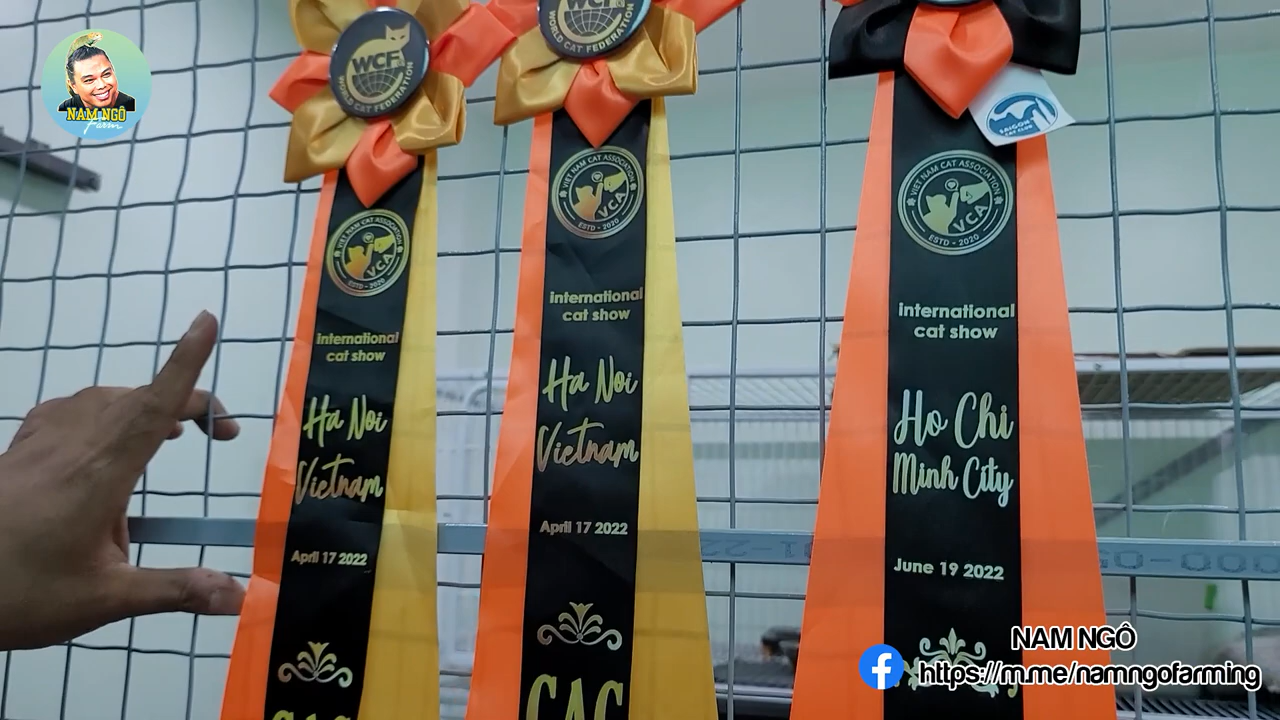 NAM NGÔ
Farm
WCF
WORLD CAT FEDERATION
VIET NAM CAT ASSOCIATION
VCA
ESTD - 2020
international
cat show
Ha Noi
Vietnam
April 17 2022
WCF
WORLD CAT FEDERATION
VIET NAM CAT ASSOCIATION
VCA
ESTD - 2020
international
cat show
Ha Noi
Vietnam
April 17 2022
CAC
SAIGON
CAT CLUB
VIET NAM CAT ASSOCIATION
VCA
ESTD - 2020
international
cat show
Ho Chi
Minh City
June 19 2022
NAM NGÔ
https://m.me/namngofarming